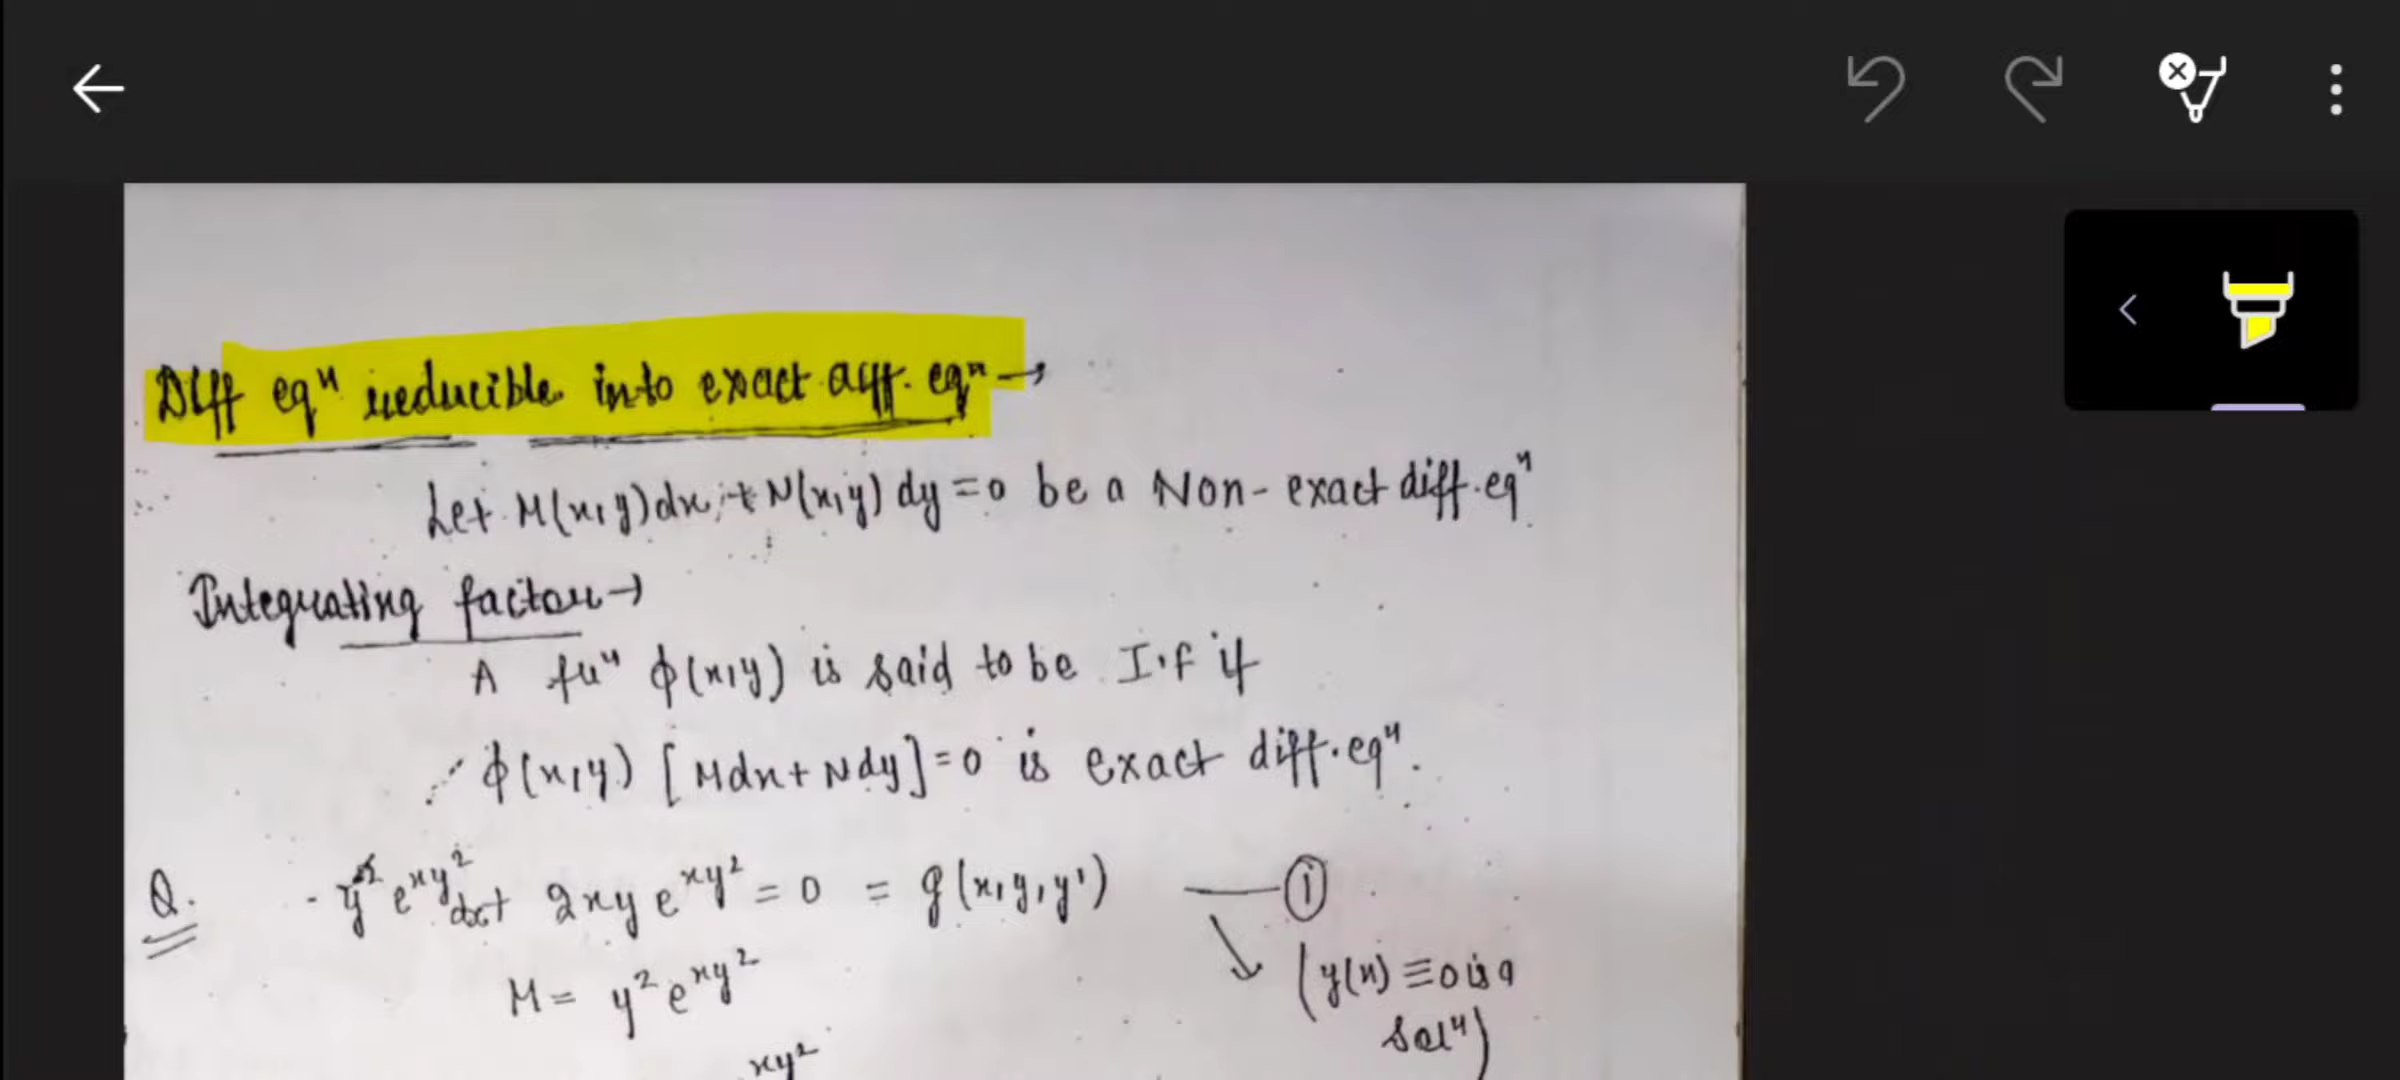 Diff eqⁿ reducible into exact diff. eqⁿ →
Let M(x,y)dx + N(x,y) dy = 0 be a Non-exact diff.eqⁿ
Integrating factor →
A fuⁿ ϕ(x,y) is said to be I.F if
ϕ(x,y) [Mdx + Ndy] = 0 is exact diff.eqⁿ.
Q. y² e^{xy²} dx + 2xy e^{xy²} = 0 = g(x,y,y') —①
M = y² e^{xy²}
(y(x) ≡ 0 is a
solⁿ)
xy²